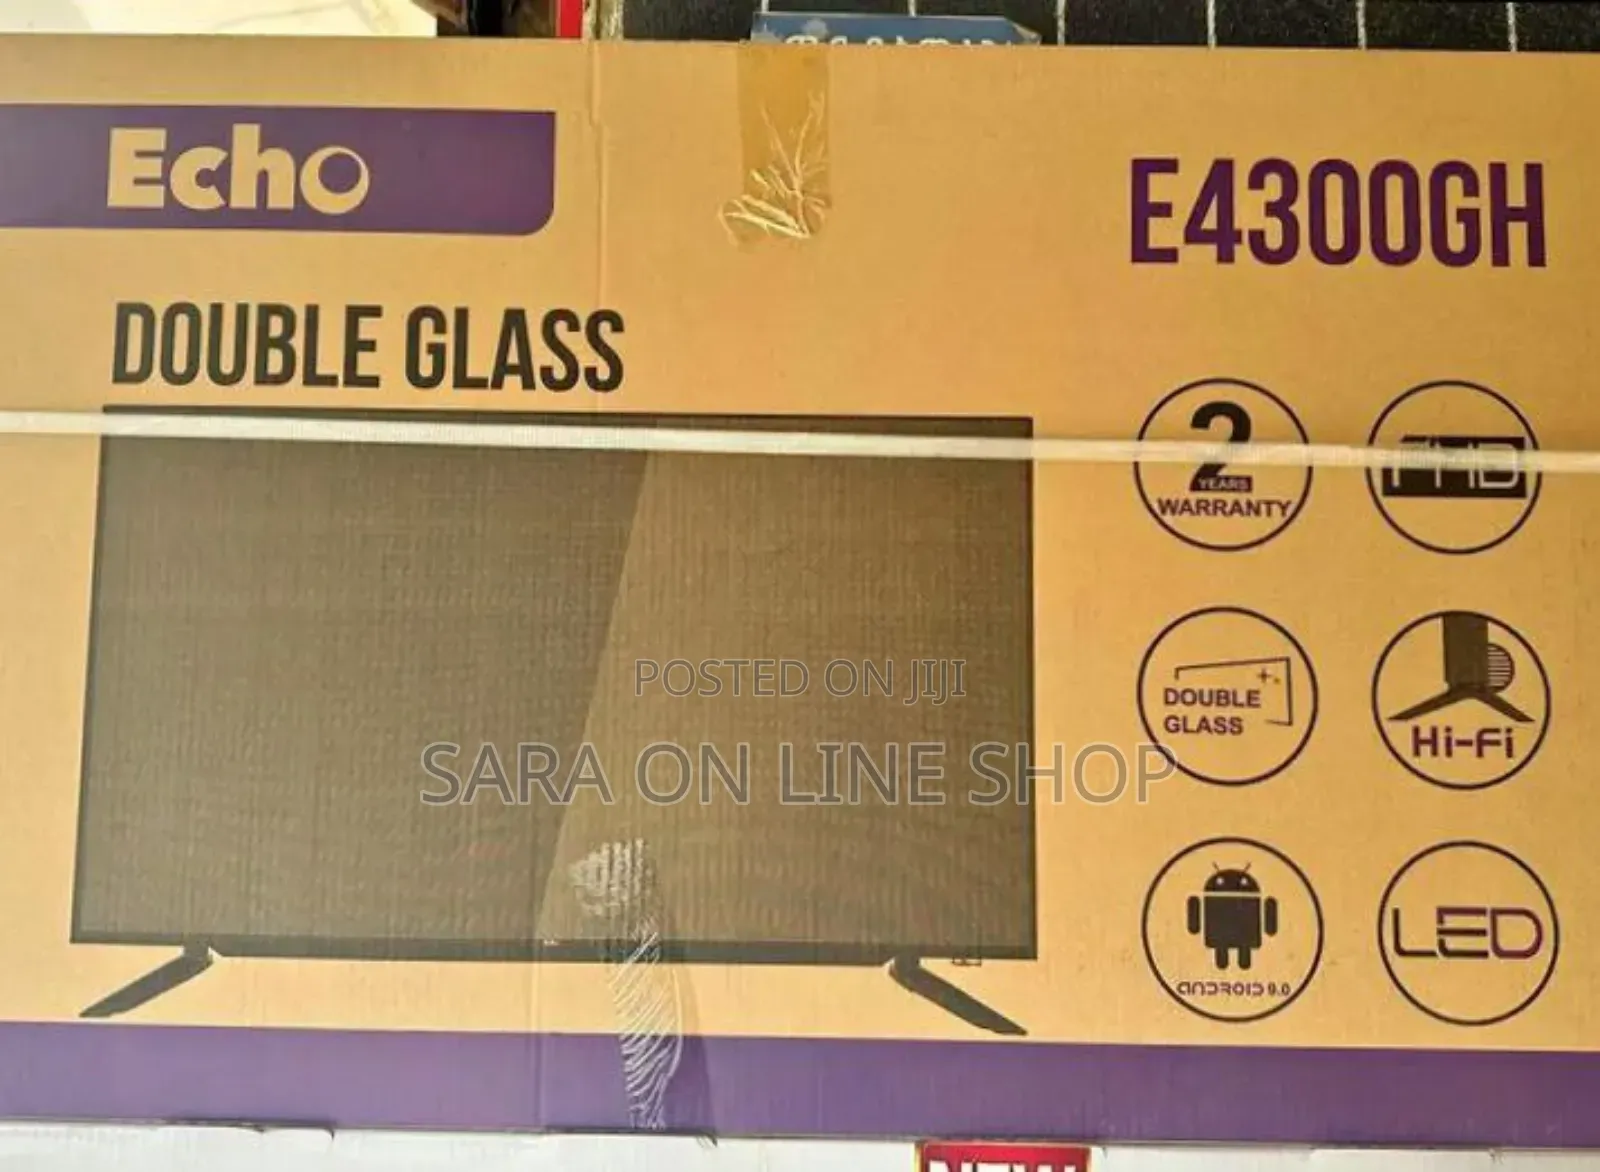 Echo
E4300GH
DOUBLE GLASS
2
YEARS
WARRANTY
FHD
DOUBLE
GLASS
Hi-Fi
POSTED ON JIJI
SARA ON LINE SHOP
ANDROID 9.0
LED
NEW